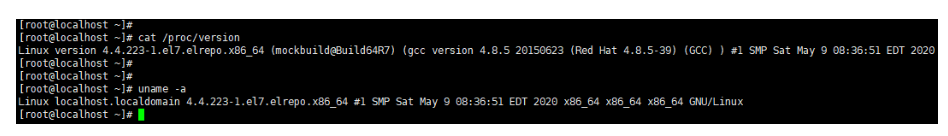 [root@localhost ~]#
[root@localhost ~]# cat /proc/version
Linux version 4.4.223-1.el7.elrepo.x86_64 (mockbuild@Build64R7) (gcc version 4.8.5 20150623 (Red Hat 4.8.5-39) (GCC) ) #1 SMP Sat May 9 08:36:51 EDT 2020
[root@localhost ~]#
[root@localhost ~]#
[root@localhost ~]# uname -a
Linux localhost.localdomain 4.4.223-1.el7.elrepo.x86_64 #1 SMP Sat May 9 08:36:51 EDT 2020 x86_64 x86_64 x86_64 GNU/Linux
[root@localhost ~]#